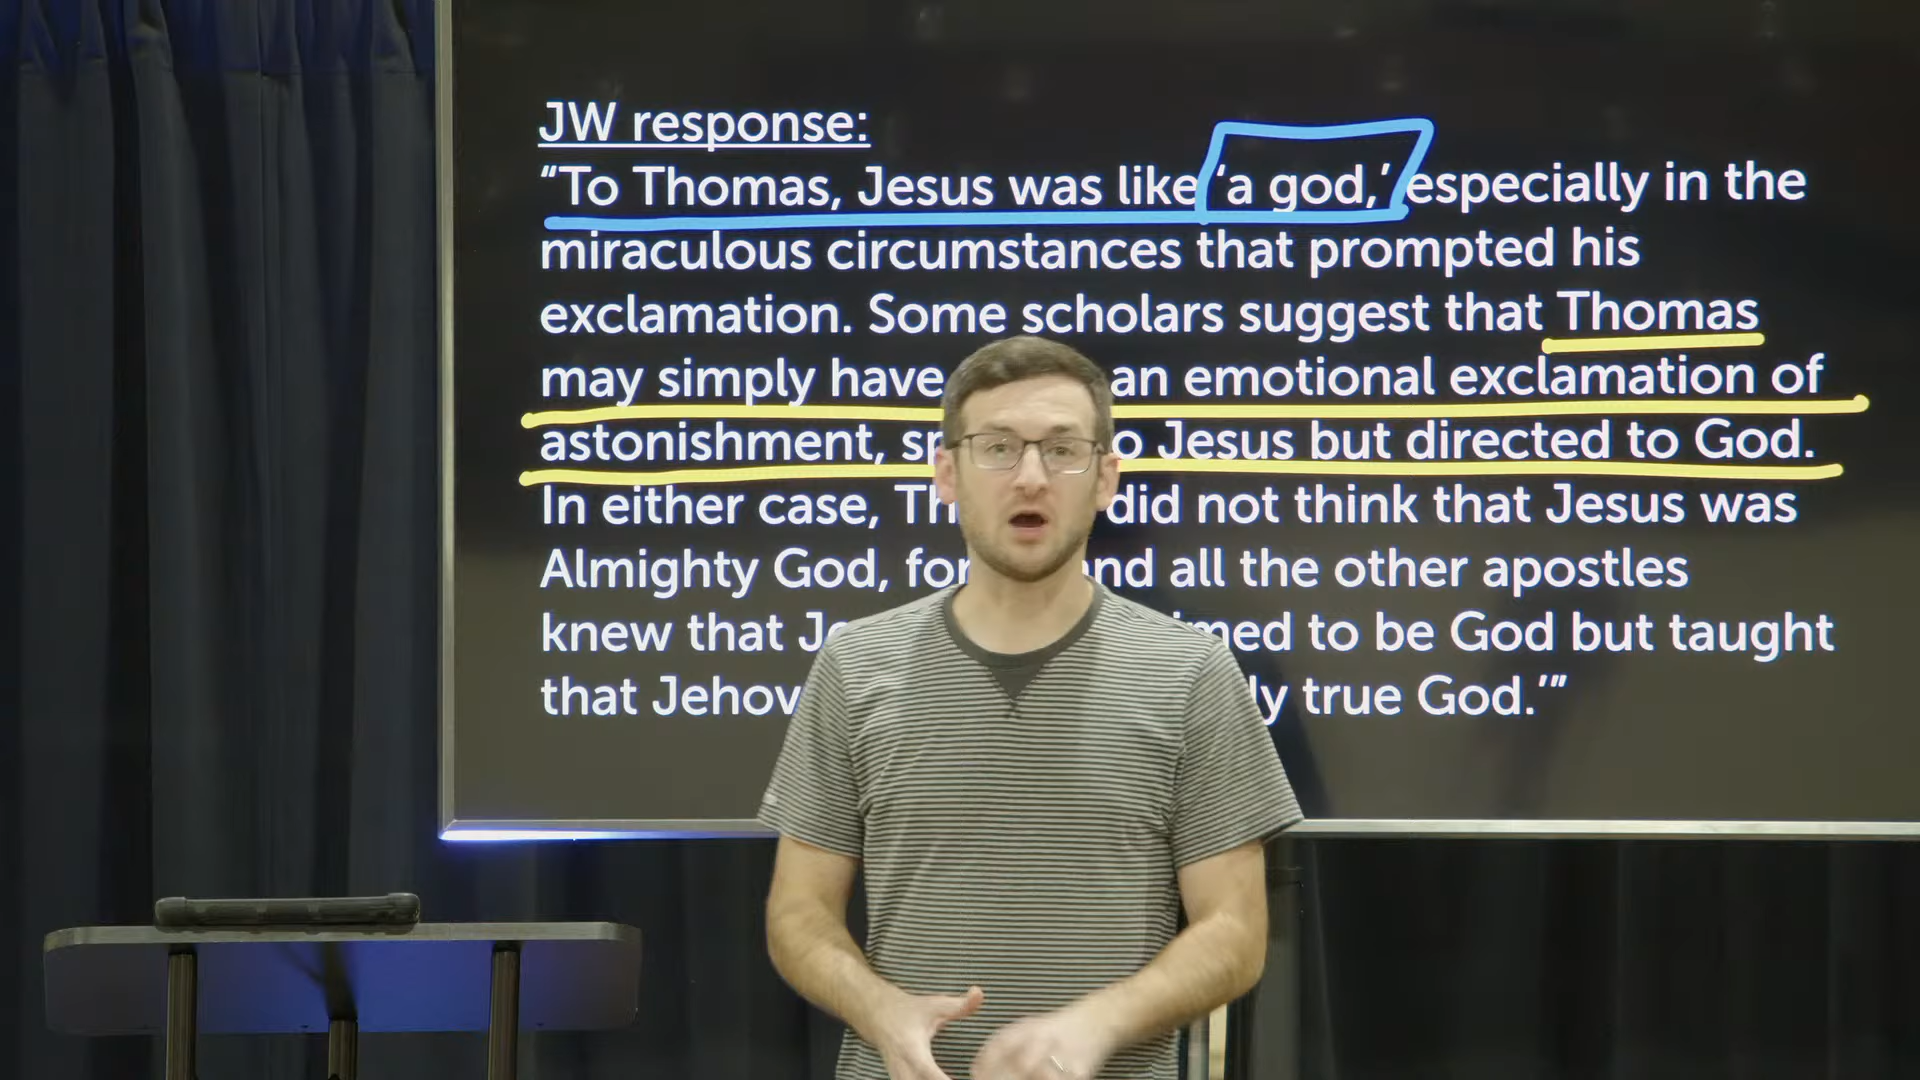 JW response:
“To Thomas, Jesus was like ‘a god,’ especially in the
miraculous circumstances that prompted his
exclamation. Some scholars suggest that Thomas
may simply have an emotional exclamation of
astonishment, to Jesus but directed to God.
In either case, did not think that Jesus was
Almighty God, for and all the other apostles
knew that to be God but taught
that true God.’”